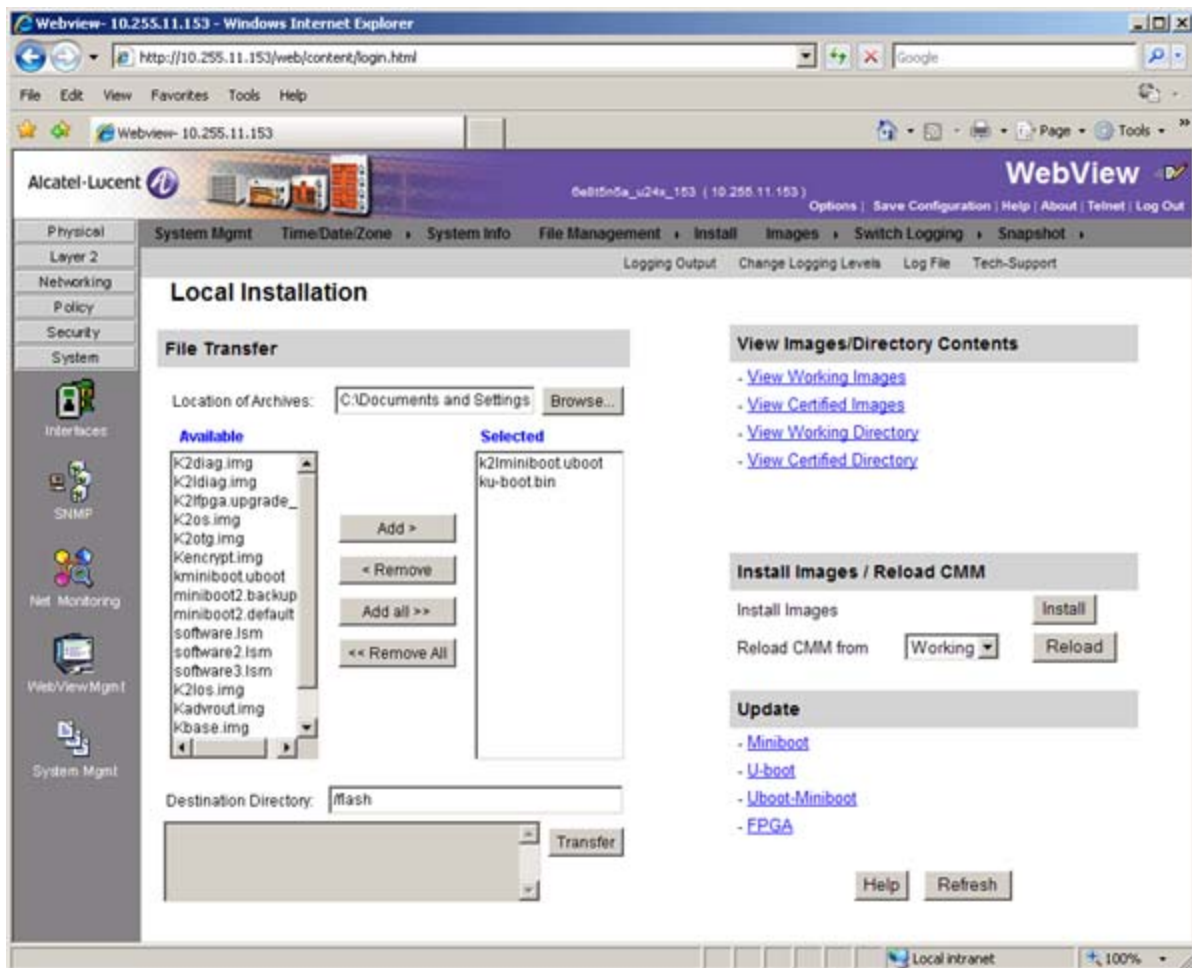 Webview- 10.255.11.153 - Windows Internet Explorer
http://10.255.11.153/web/content/login.html
Google
File Edit View Favorites Tools Help
Webview- 10.255.11.153
Page Tools
Alcatel-Lucent
(10.255.11.153)
WebView
Options | Save Configuration | Help | About | Telnet | Log Out
Physical
Layer 2
Networking
Policy
Security
System
Interfaces
SNMP
Net Monitoring
WebViewMgmt
System Mgmt
System Mgmt Time/Date/Zone System Info File Management Install Images Switch Logging Snapshot
Logging Output Change Logging Levels Log File Tech-Support
Local Installation
File Transfer
Location of Archives: C:\Documents and Settings Browse...
Available
K2diag.img
K2ldiag.img
K2lfpga.upgrade_
K2os.img
K2otg.img
Kencrypt.img
kminiboot.uboot
miniboot2.backup
miniboot2.default
software.lsm
software2.lsm
software3.lsm
K2los.img
Kadvrout.img
Kbase.img
Add >
< Remove
Add all >>
<< Remove All
Selected
k2lminiboot.uboot
ku-boot.bin
Destination Directory: /flash
Transfer
View Images/Directory Contents
- View Working Images
- View Certified Images
- View Working Directory
- View Certified Directory
Install Images / Reload CMM
Install Images Install
Reload CMM from Working Reload
Update
- Miniboot
- U-boot
- Uboot-Miniboot
- FPGA
Help Refresh
Local intranet 100%